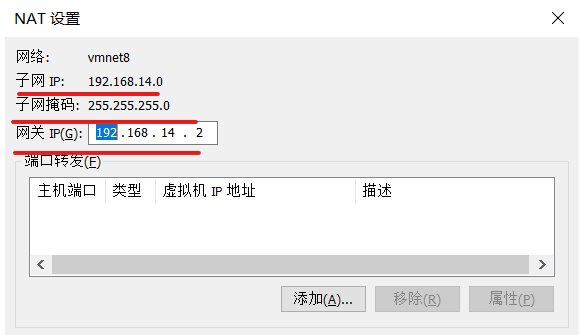 NAT 设置
网络: vmnet8
子网 IP: 192.168.14.0
子网掩码: 255.255.255.0
网关 IP(G): 192 . 168 . 14 . 2
端口转发(F)
主机端口 类型 虚拟机 IP 地址 描述
添加(A)... 移除(R) 属性(P)